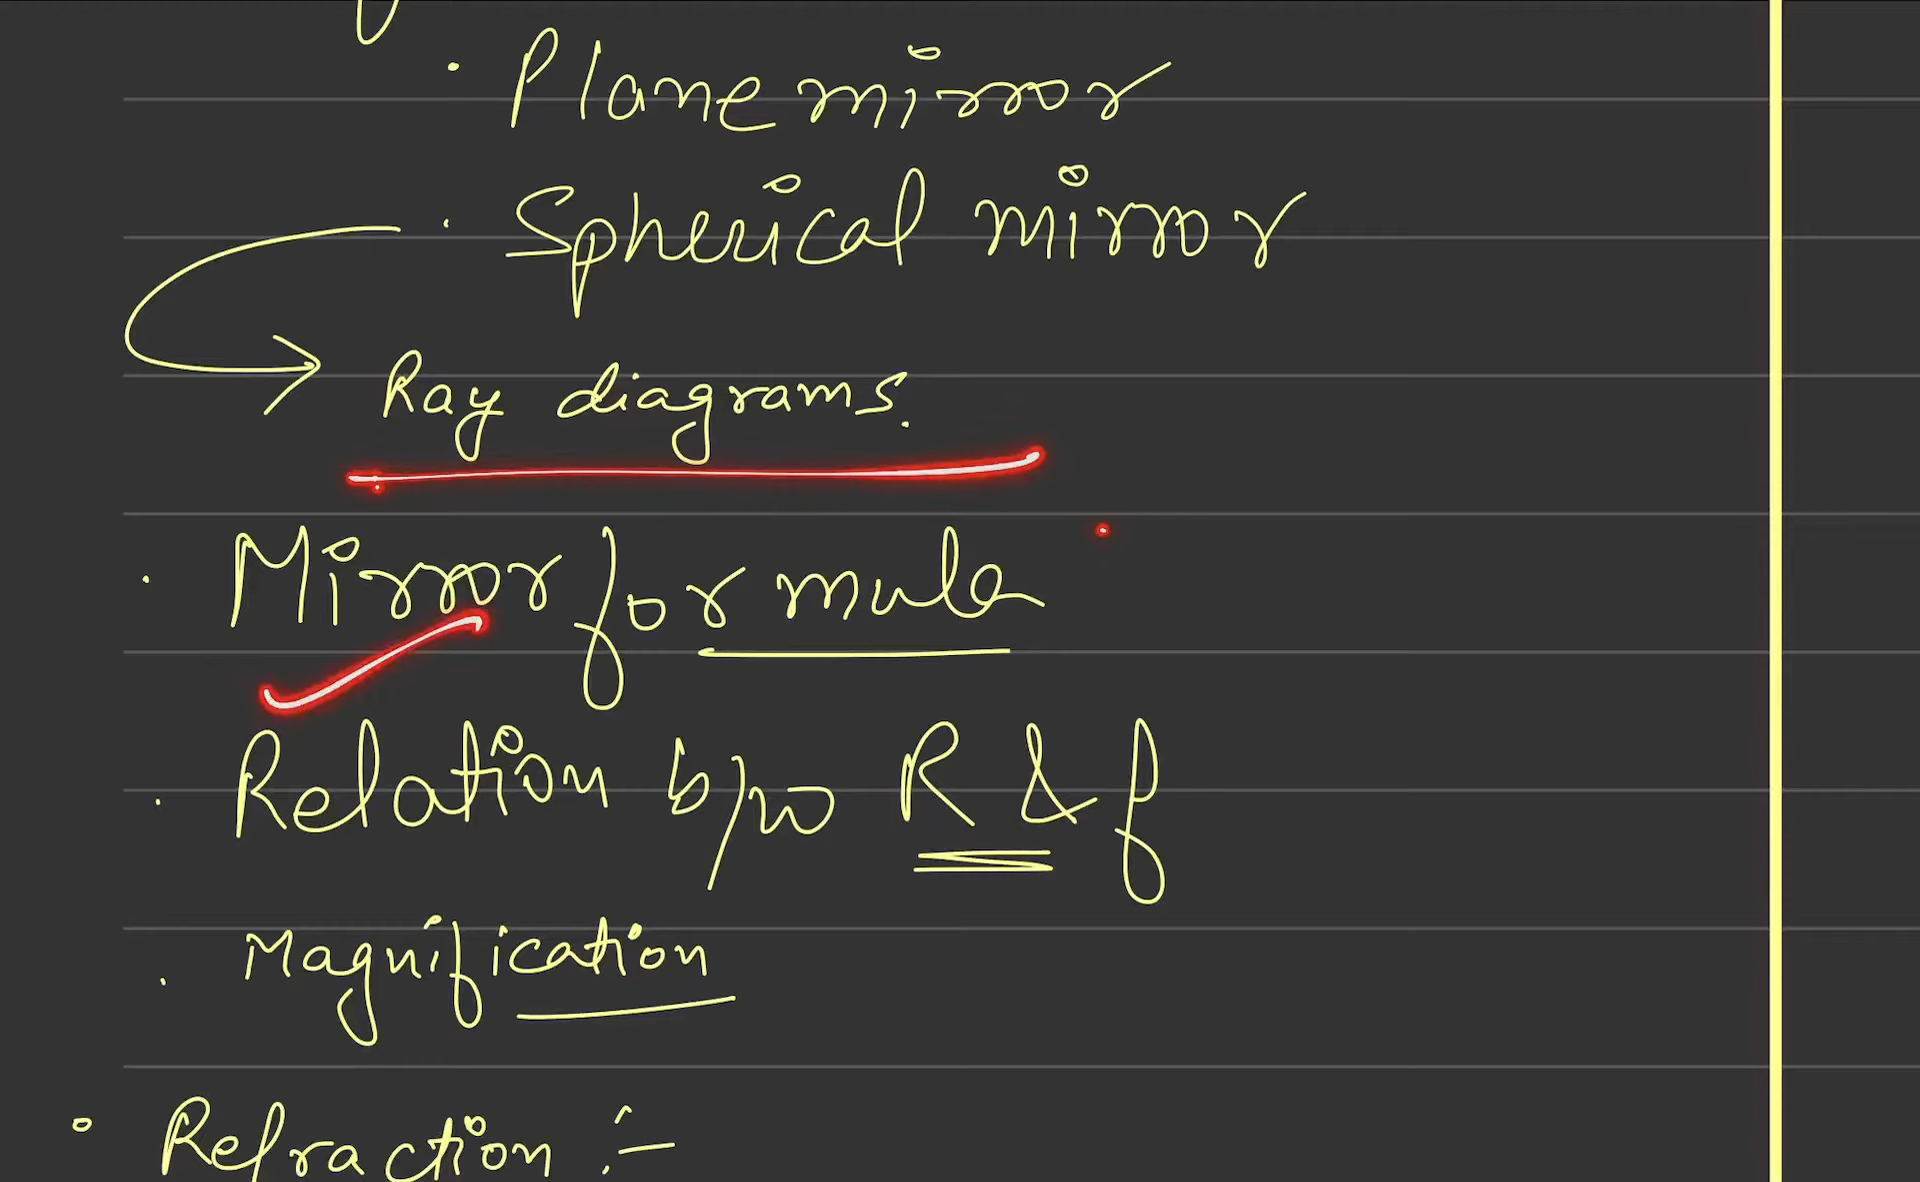 · Plane mirror
· Spherical mirror
→ Ray diagrams.
· Mirror formula
· Relation b/w R & f
· Magnification
° Refraction :-